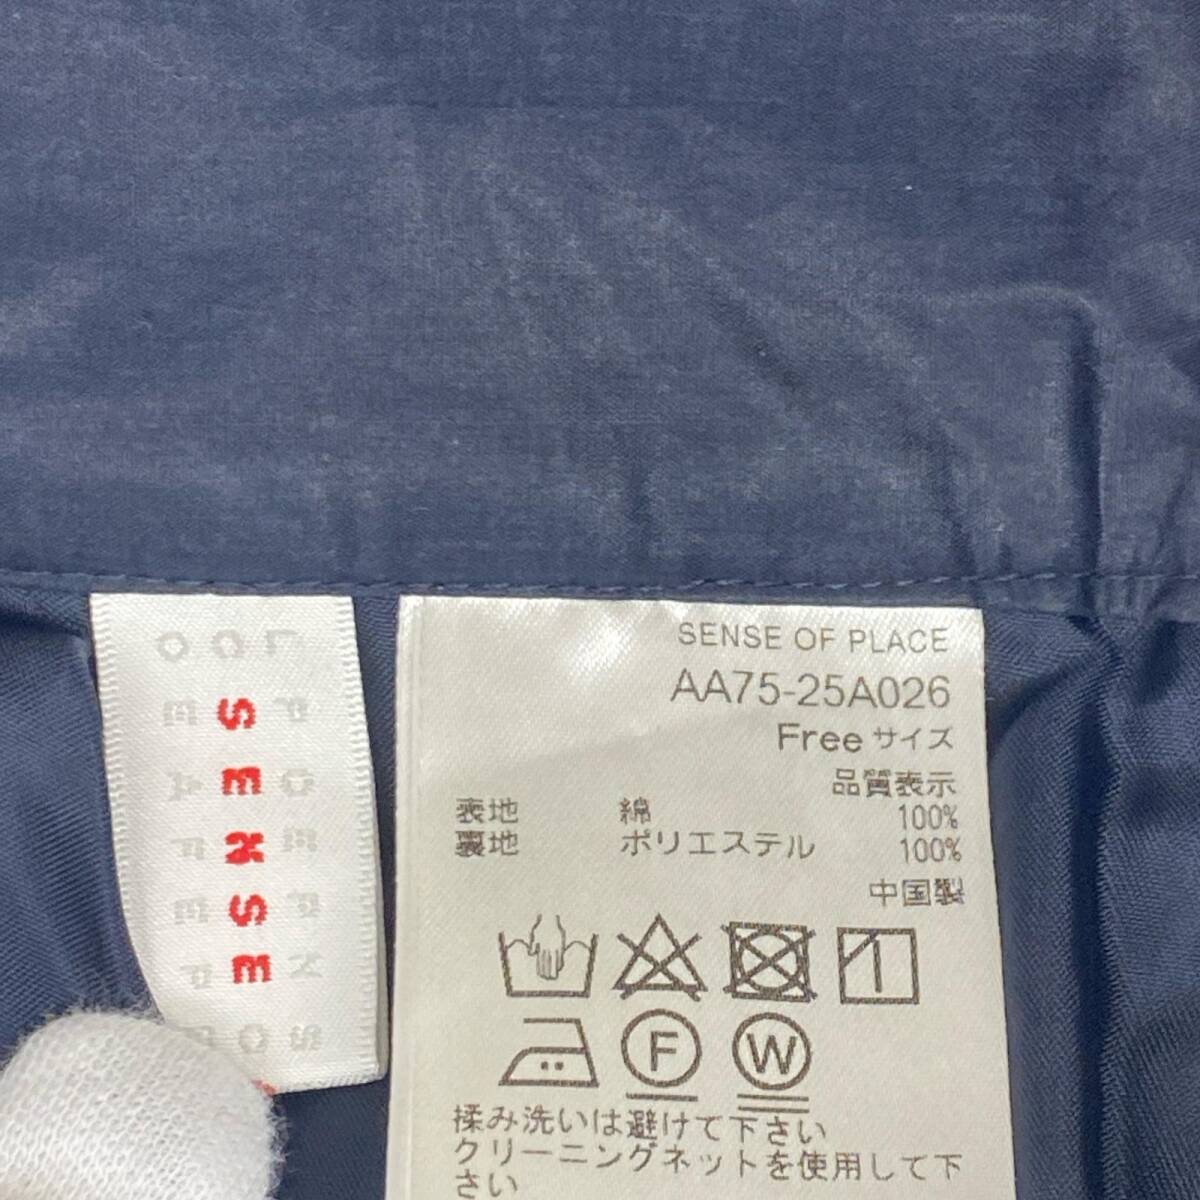 SENSE OF PLACE
AA75-25A026
Free サイズ
品質表示
表地 綿 100%
裏地 ポリエステル 100%
中国製
F W
揉み洗いは避けて下さい
クリーニングネットを使用して下
さい
SENSE